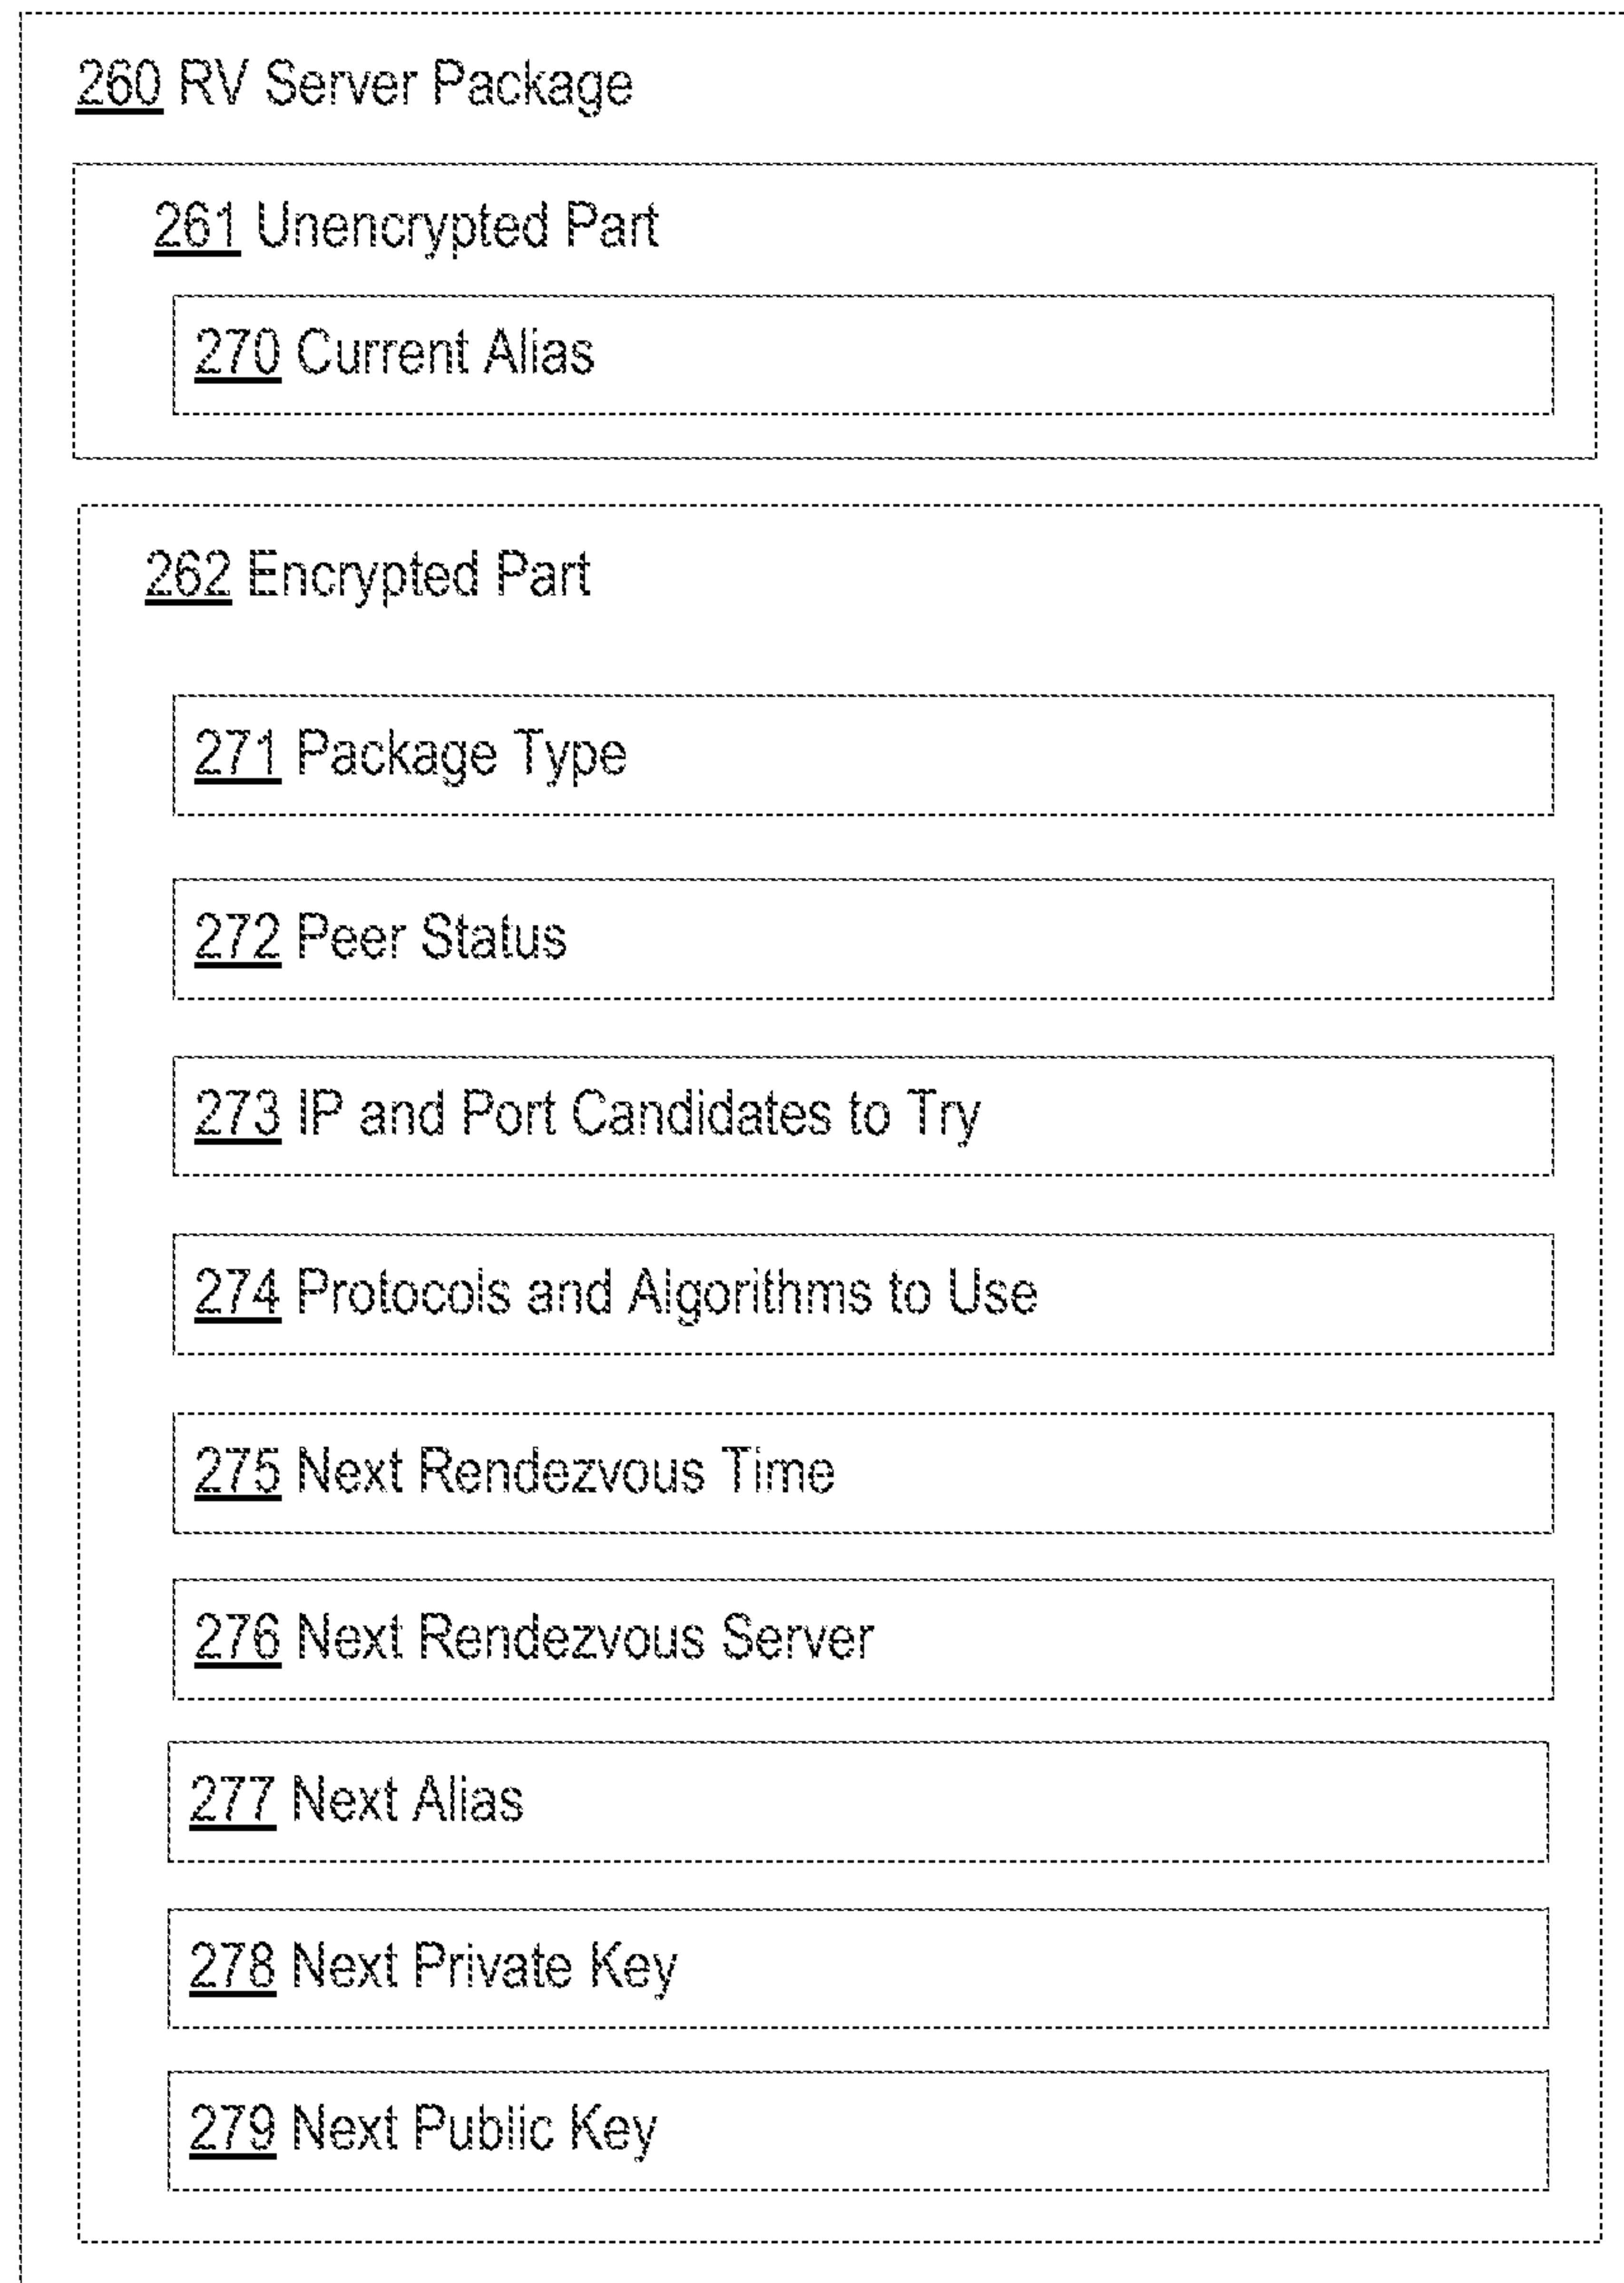 260 RV Server Package
261 Unencrypted Part
270 Current Alias
262 Encrypted Part
271 Package Type
272 Peer Status
273 IP and Port Candidates to Try
274 Protocols and Algorithms to Use
275 Next Rendezvous Time
276 Next Rendezvous Server
277 Next Alias
278 Next Private Key
279 Next Public Key